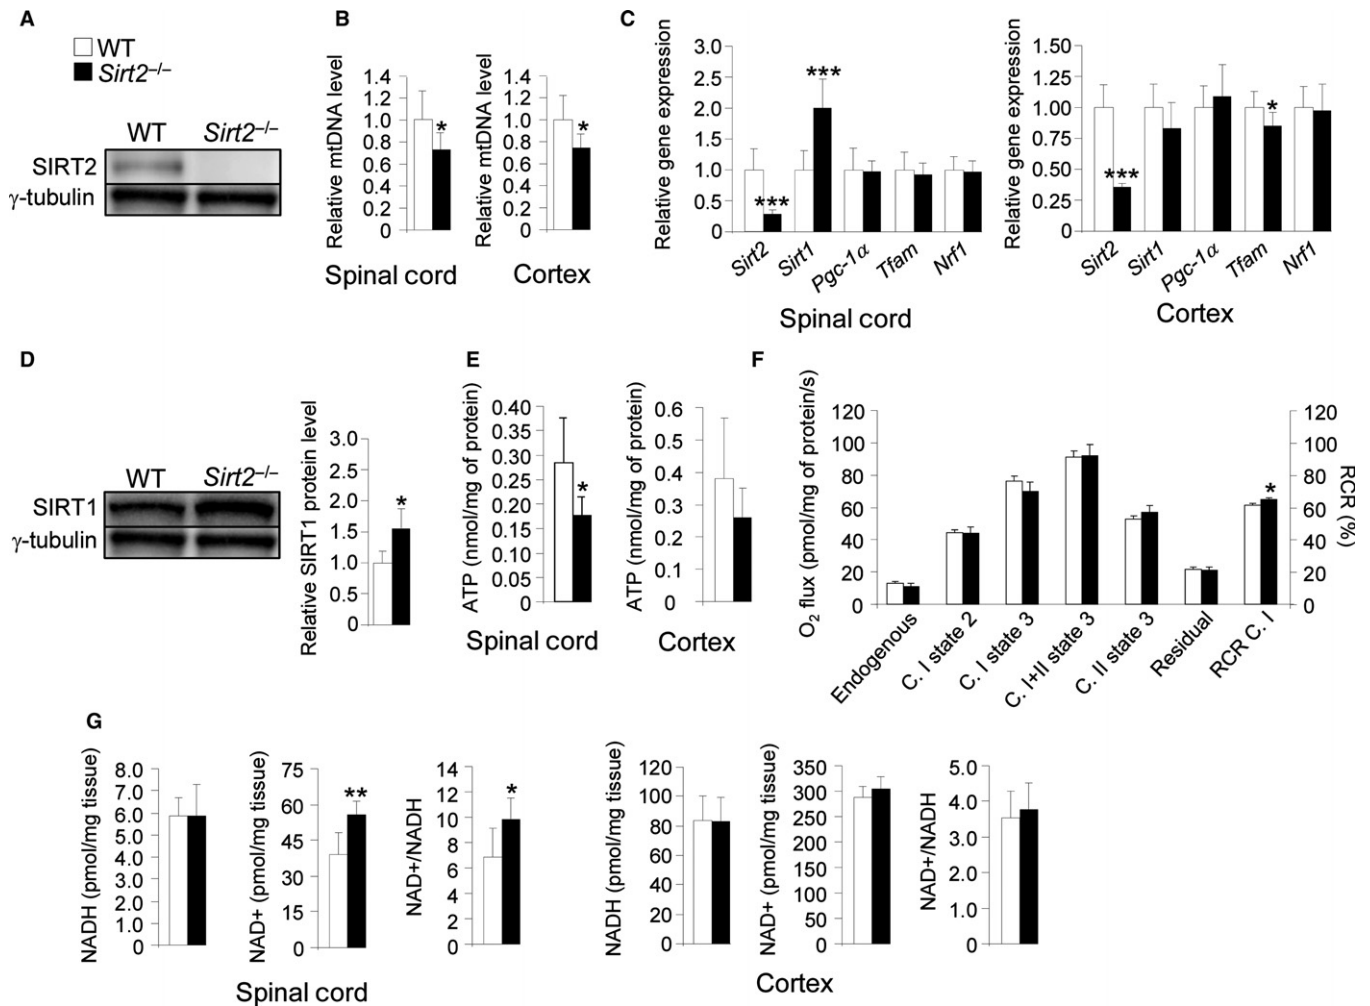 A
WT
Sirt2–/–
WT Sirt2–/–
SIRT2
γ-tubulin
B
Relative mtDNA level
1.4
1.2
1.0
0.8
0.6
0.4
0.2
0
*
Spinal cord
Relative mtDNA level
1.4
1.2
1.0
0.8
0.6
0.4
0.2
0
*
Cortex
C
Relative gene expression
3.0
2.5
2.0
1.5
1.0
0.5
0
***
***
Sirt2 Sirt1 Pgc-1α Tfam Nrf1
Spinal cord
Relative gene expression
1.50
1.25
1.00
0.75
0.50
0.25
0
***
*
Sirt2 Sirt1 Pgc-1α Tfam Nrf1
Cortex
D
WT Sirt2–/–
SIRT1
γ-tubulin
Relative SIRT1 protein level
3.0
2.5
2.0
1.5
1.0
0.5
0
*
E
ATP (nmol/mg of protein)
0.40
0.35
0.30
0.25
0.20
0.15
0.10
0.05
0
*
Spinal cord
ATP (nmol/mg of protein)
0.6
0.5
0.4
0.3
0.2
0.1
0
Cortex
F
O2 flux (pmol/mg of protein/s)
120
100
80
60
40
20
0
*
120
100
80
60
40
20
0
RCR (%)
Endogenous C. I state 2 C. I state 3 C. I+II state 3 C. II state 3 Residual RCR C. I
G
NADH (pmol/mg tissue)
8.0
7.0
6.0
5.0
4.0
3.0
2.0
1.0
0
NAD+ (pmol/mg tissue)
75
60
45
30
15
0
**
NAD+/NADH
14
12
10
8
6
4
2
0
*
Spinal cord
NADH (pmol/mg tissue)
120
100
80
60
40
20
0
NAD+ (pmol/mg tissue)
350
300
250
200
150
100
50
0
NAD+/NADH
5.0
4.0
3.0
2.0
1.0
0
Cortex